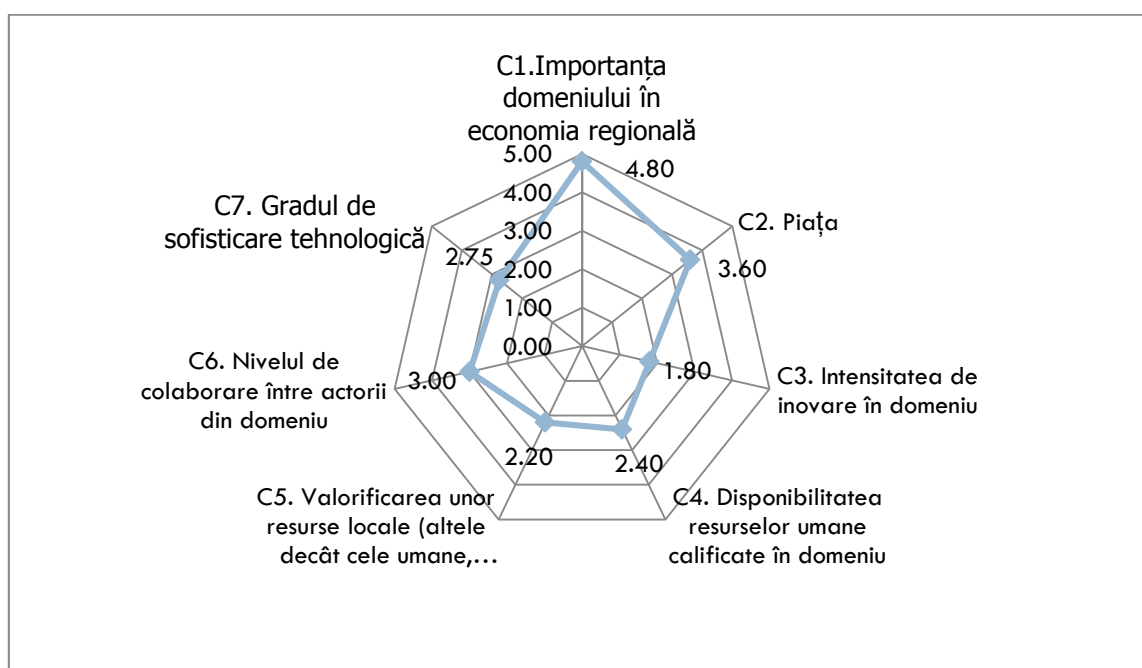 C1.Importanța
domeniului în
economia regională
5.00
4.80
4.00
C7. Gradul de
sofisticare tehnologică
C2. Piața
3.00
2.75
3.60
2.00
1.00
0.00
C6. Nivelul de
colaborare între actorii
din domeniu
3.00
1.80
C3. Intensitatea de
inovare în domeniu
2.20
2.40
C5. Valorificarea unor
resurse locale (altele
decât cele umane,...
C4. Disponibilitatea
resurselor umane
calificate în domeniu